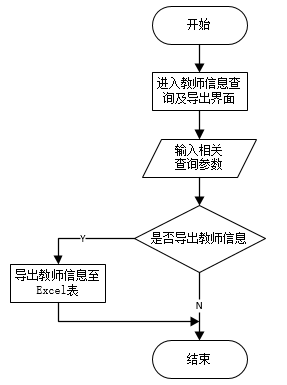 开始
进入教师信息查
询及导出界面
输入相关
查询参数
是否导出教师信息
Y
导出教师信息至
Excel表
N
结束